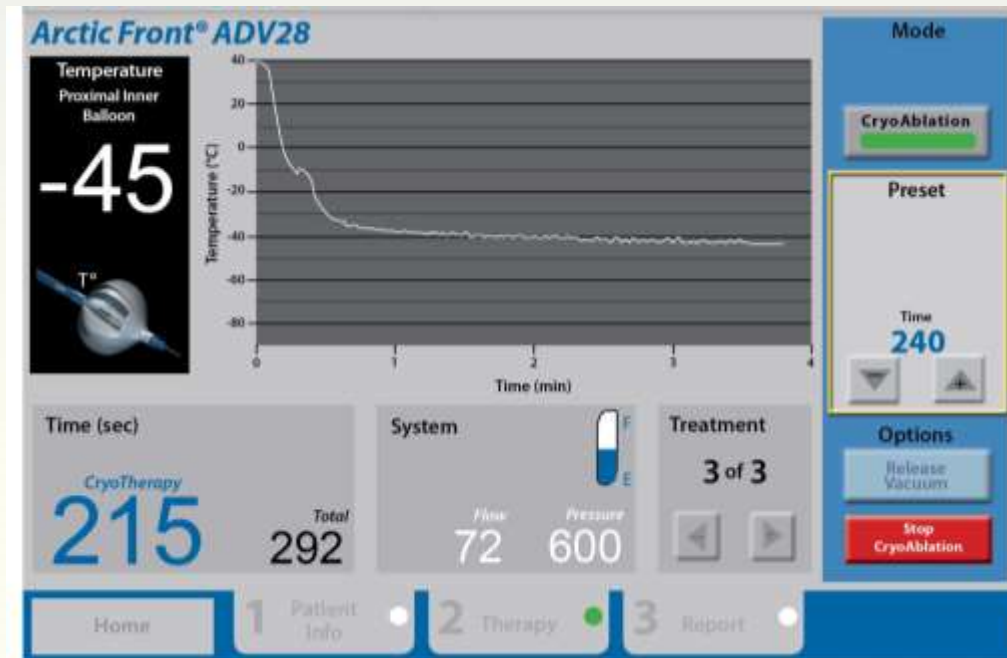 Arctic Front® ADV28
Temperature
Proximal Inner
Balloon
-45
T°
Temperature (°C)
40
20
0
-20
-40
-60
-80
0 1 2 3 4
Time (min)
Mode
CryoAblation
Preset
Time
240
Time (sec)
CryoTherapy
215
Total
292
System
F
E
Flow
72
Pressure
600
Treatment
3 of 3
Options
Release
Vacuum
Stop
CryoAblation
Home
1 Patient
Info
2 Therapy
3 Report